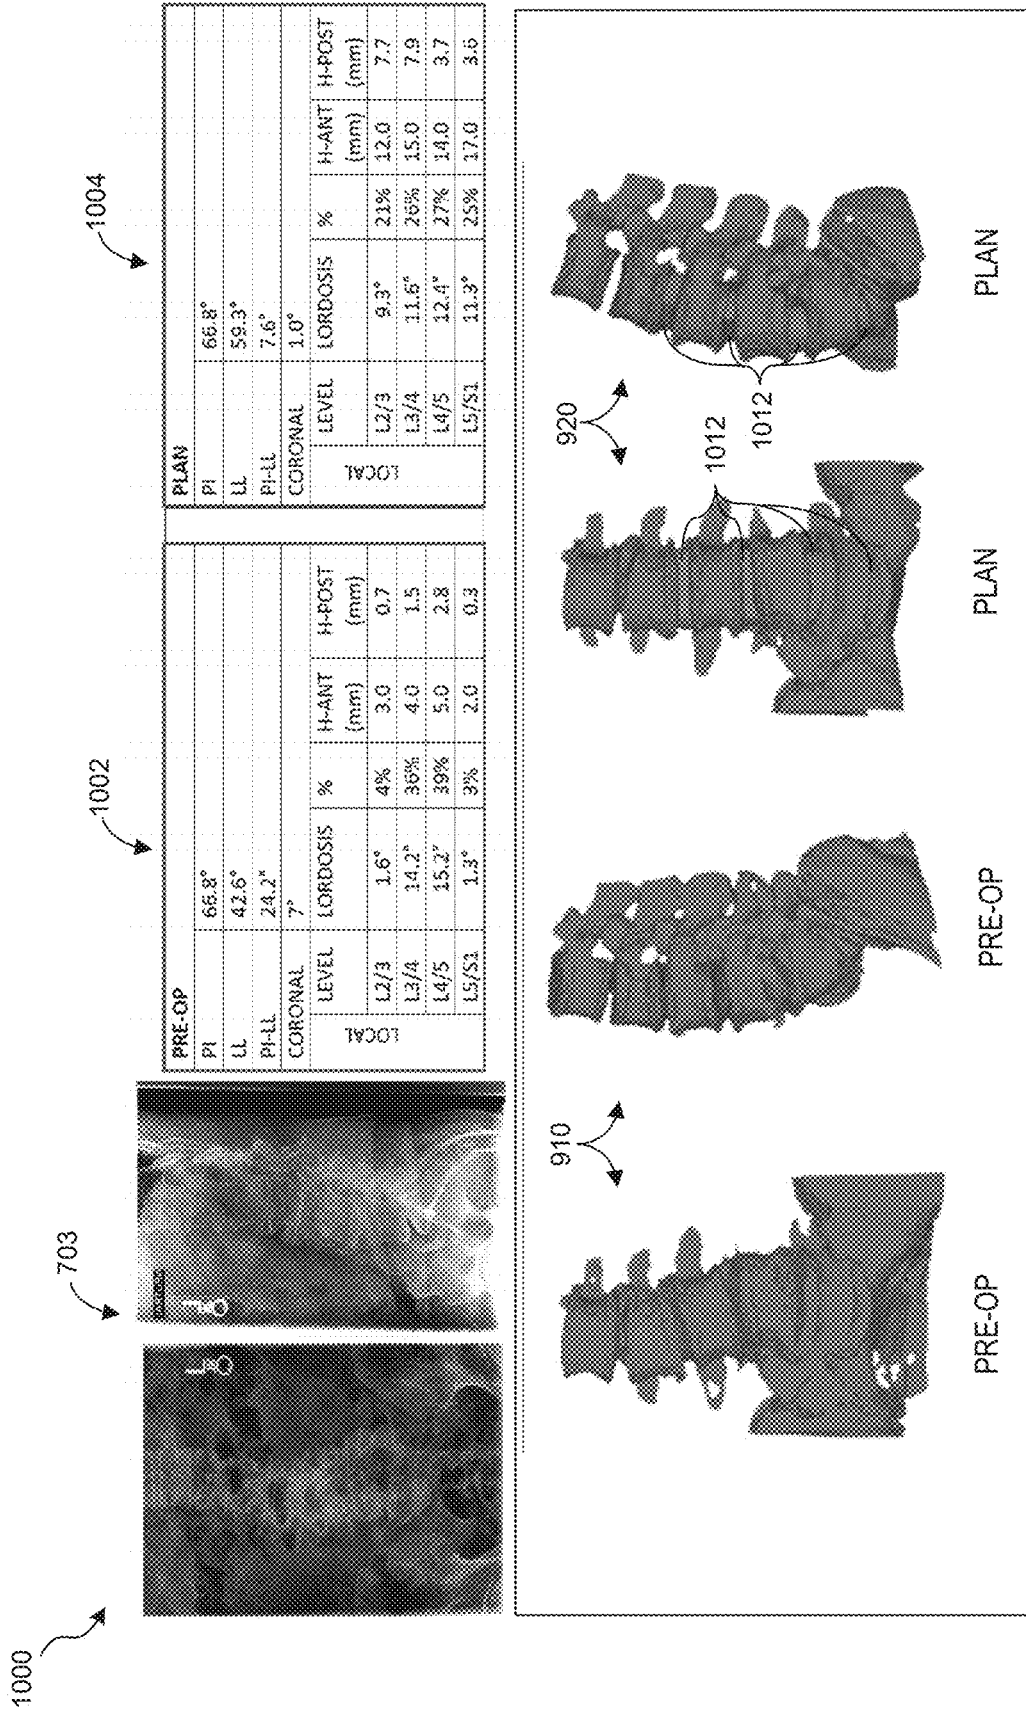 1000
703
1002
1004
PRE-OP
PI 66.8°
LL 42.6°
PI-LL 24.2°
CORONAL 7°
LOCAL
LEVEL LORDOSIS % H-ANT (mm) H-POST (mm)
L2/3 1.6° 4% 3.0 0.7
L3/4 14.2° 36% 4.0 1.5
L4/5 15.2° 39% 5.0 2.8
L5/S1 1.3° 3% 2.0 0.3
PLAN
PI 66.8°
LL 59.3°
PI-LL 7.6°
CORONAL 1.0°
LOCAL
LEVEL LORDOSIS % H-ANT (mm) H-POST (mm)
L2/3 9.3° 21% 12.0 7.7
L3/4 11.6° 26% 15.0 7.9
L4/5 12.4° 27% 14.0 3.7
L5/S1 11.3° 25% 17.0 3.6
910
920
1012
1012
PRE-OP
PRE-OP
PLAN
PLAN